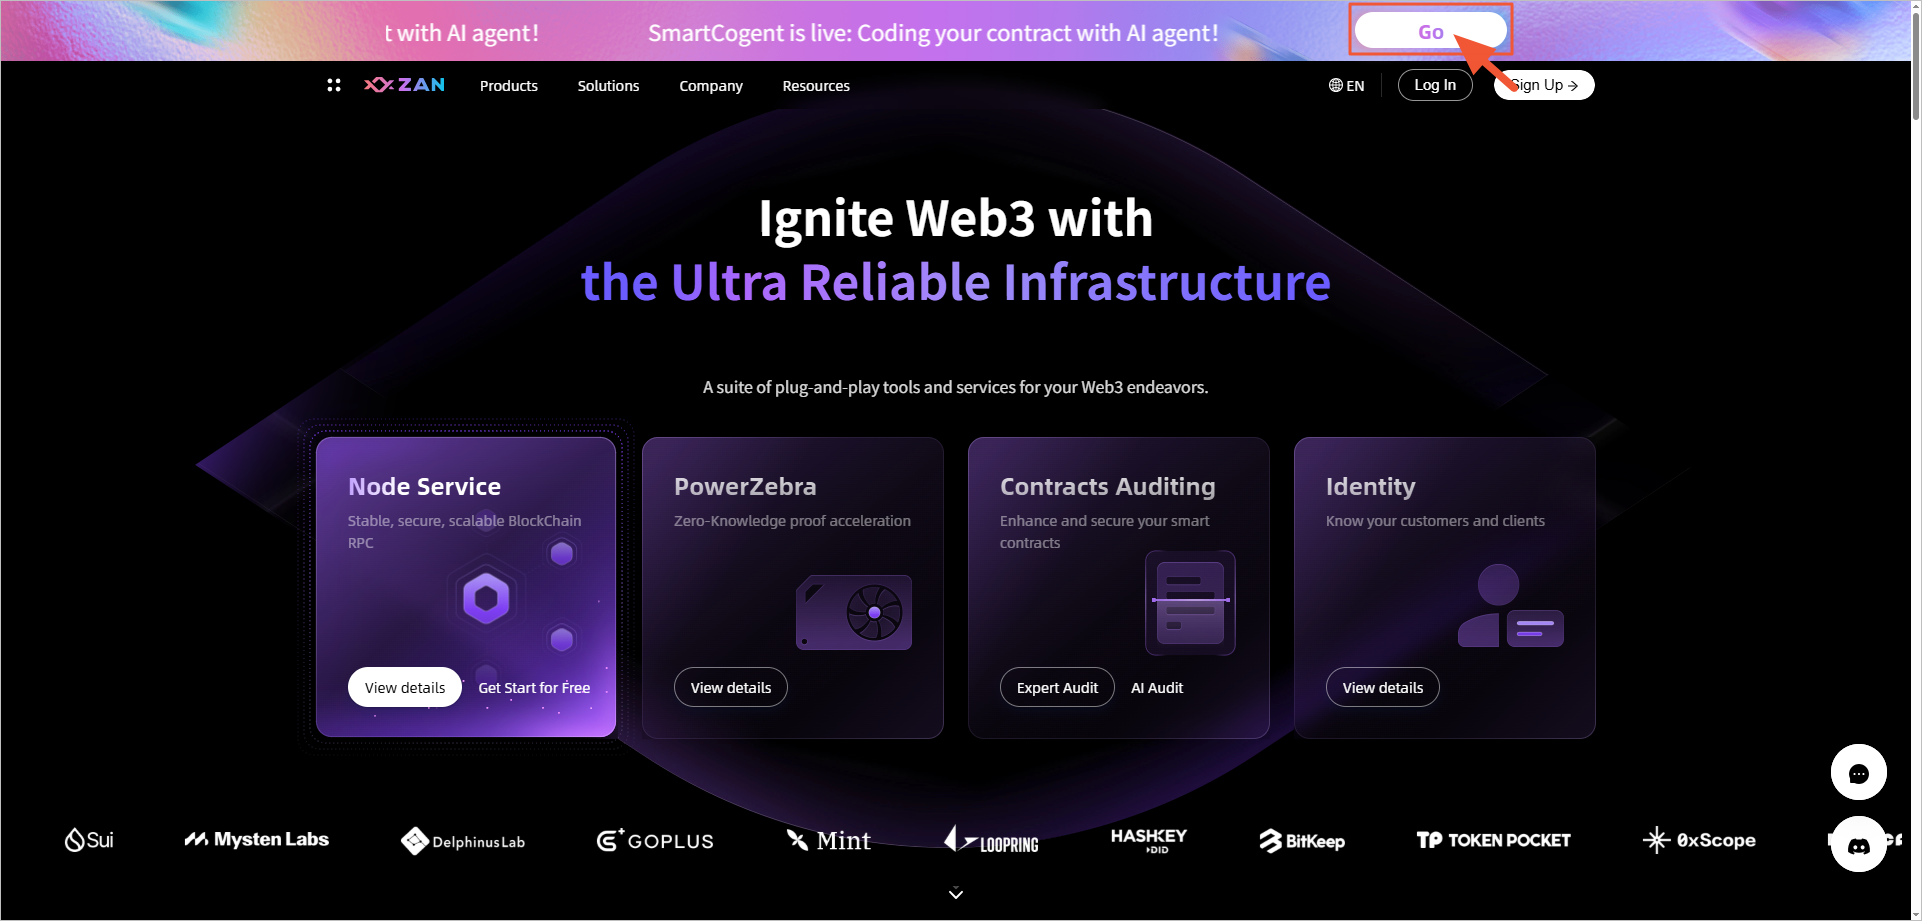 t with AI agent!
SmartCogent is live: Coding your contract with AI agent!
Go
ZAN
Products
Solutions
Company
Resources
EN
Log In
Sign Up →
Ignite Web3 with
the Ultra Reliable Infrastructure
A suite of plug-and-play tools and services for your Web3 endeavors.
Node Service
Stable, secure, scalable BlockChain
RPC
View details
Get Start for Free
PowerZebra
Zero-Knowledge proof acceleration
View details
Contracts Auditing
Enhance and secure your smart
contracts
Expert Audit
AI Audit
Identity
Know your customers and clients
View details
Sui
Mysten Labs
DelphinusLab
GOPLUS
Mint
LOOPRING
HASHKEY
DID
BitKeep
TP TOKEN POCKET
0xScope